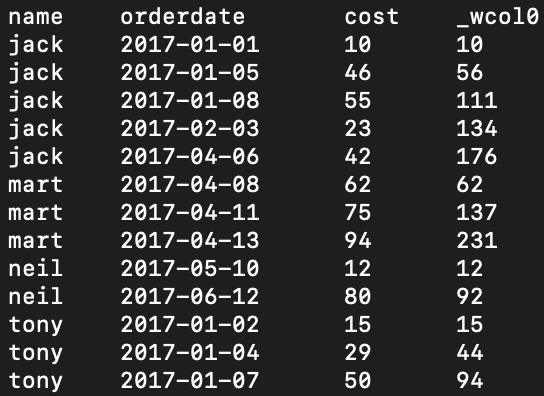 name orderdate cost _wcol0
jack 2017-01-01 10 10
jack 2017-01-05 46 56
jack 2017-01-08 55 111
jack 2017-02-03 23 134
jack 2017-04-06 42 176
mart 2017-04-08 62 62
mart 2017-04-11 75 137
mart 2017-04-13 94 231
neil 2017-05-10 12 12
neil 2017-06-12 80 92
tony 2017-01-02 15 15
tony 2017-01-04 29 44
tony 2017-01-07 50 94